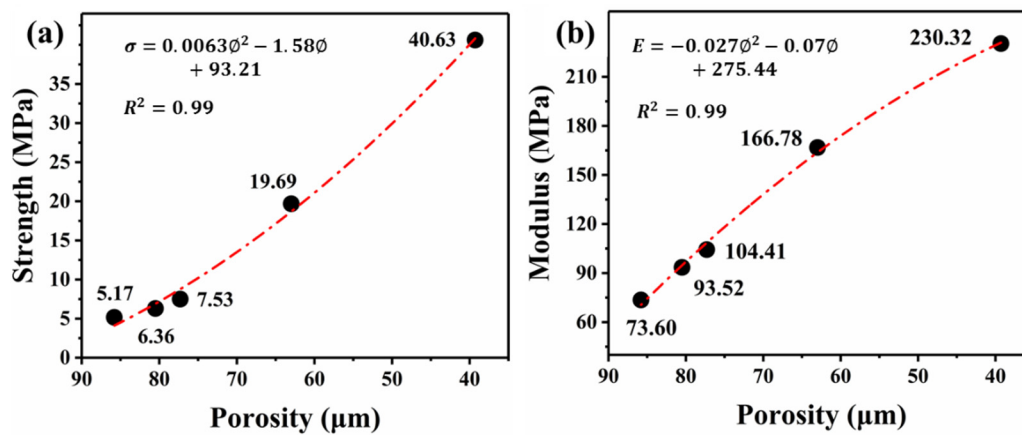 (a)
σ = 0.0063∅² − 1.58∅
+ 93.21
R² = 0.99
40.63
19.69
7.53
6.36
5.17
Strength (MPa)
40
35
30
25
20
15
10
5
0
90 80 70 60 50 40
Porosity (μm)
(b)
E = −0.027∅² − 0.07∅
+ 275.44
R² = 0.99
230.32
166.78
104.41
93.52
73.60
Modulus (MPa)
210
180
150
120
90
60
90 80 70 60 50 40
Porosity (μm)